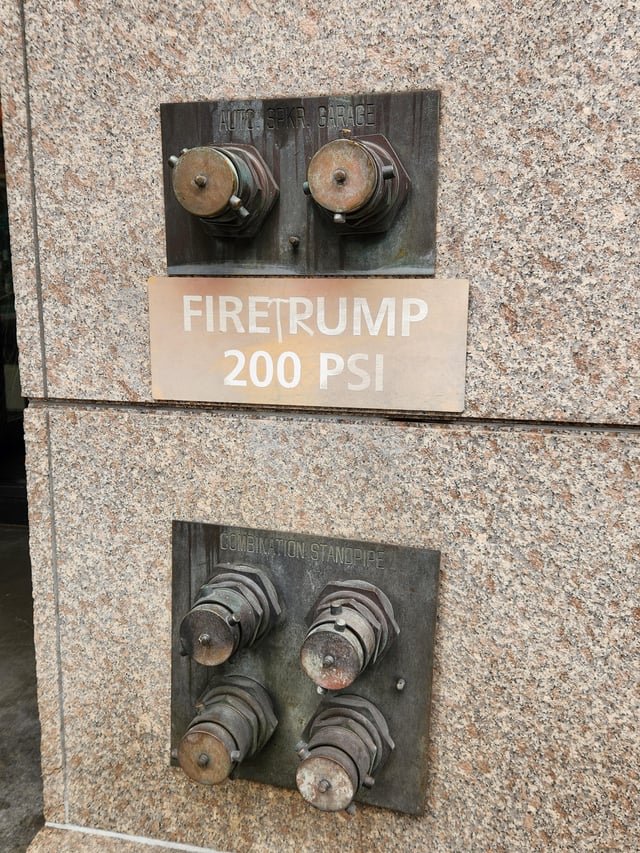 AUTO. SPKR. GARAGE
FIRETRUMP
200 PSI
COMBINATION STANDPIPE